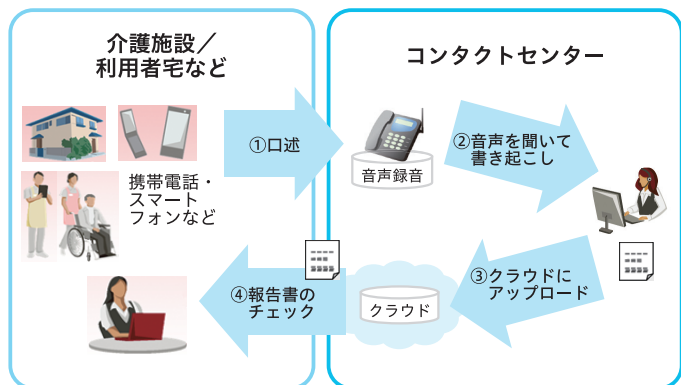 介護施設／
利用者宅など
コンタクトセンター
①口述
音声録音
②音声を聞いて
書き起こし
携帯電話・
スマート
フォンなど
③クラウドに
アップロード
クラウド
④報告書の
チェック